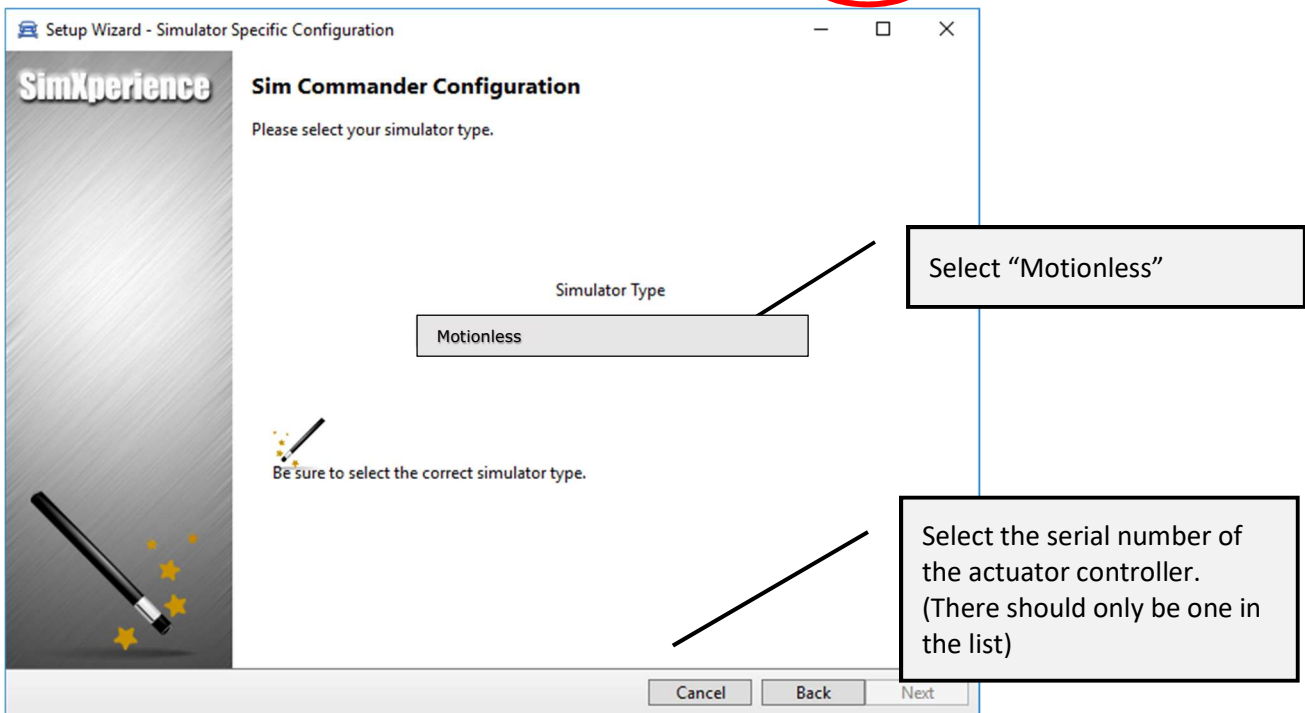 Setup Wizard - Simulator Specific Configuration
SimXperience
Sim Commander Configuration
Please select your simulator type.
Select “Motionless”
Simulator Type
Motionless
Be sure to select the correct simulator type.
Select the serial number of
the actuator controller.
(There should only be one in
the list)
Cancel Back Next